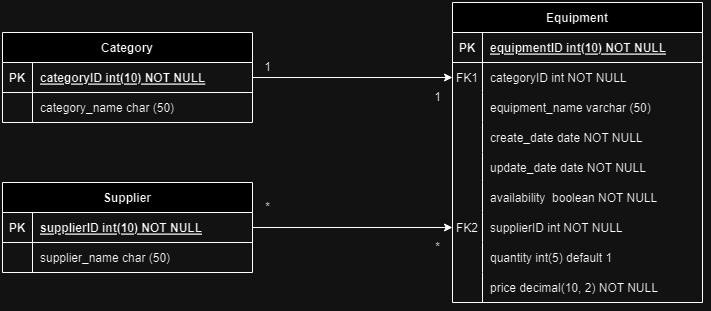 Category
PK categoryID int(10) NOT NULL
category_name char (50)
1
1
Supplier
PK supplierID int(10) NOT NULL
supplier_name char (50)
*
*
Equipment
PK equipmentID int(10) NOT NULL
FK1 categoryID int NOT NULL
equipment_name varchar (50)
create_date date NOT NULL
update_date date NOT NULL
availability boolean NOT NULL
FK2 supplierID int NOT NULL
quantity int(5) default 1
price decimal(10, 2) NOT NULL